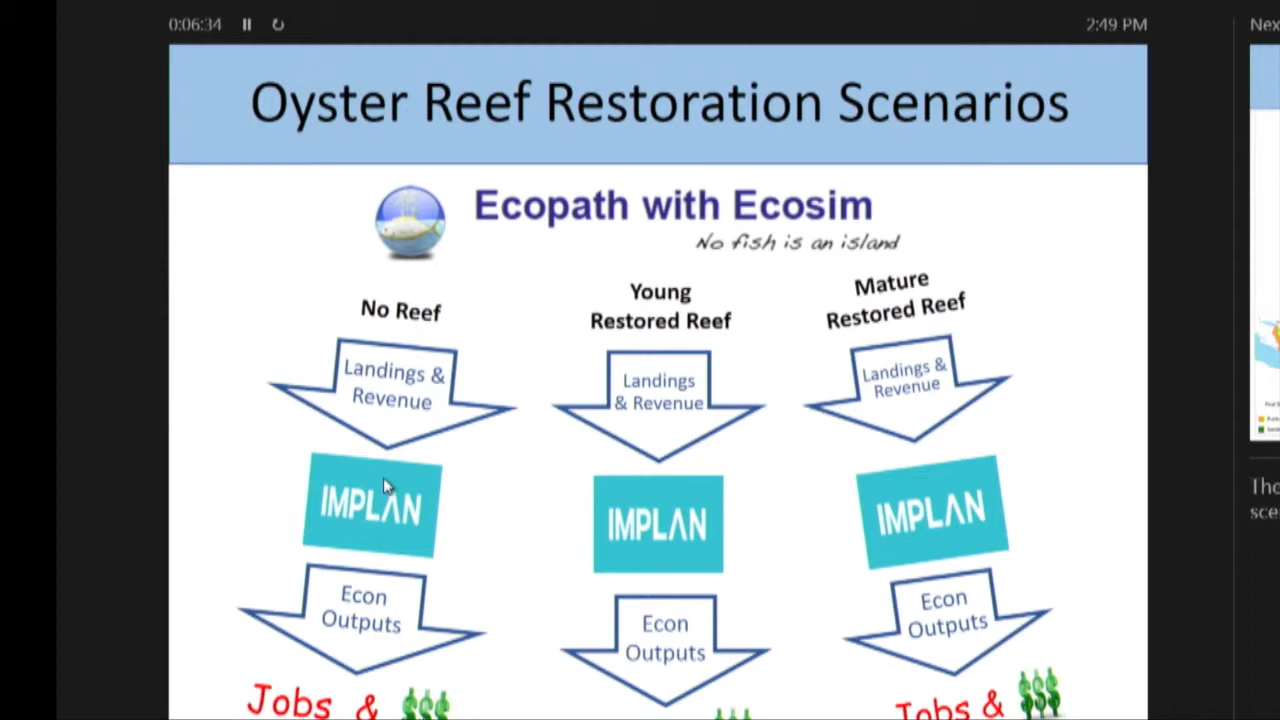 0:06:34
2:49 PM
Oyster Reef Restoration Scenarios
Ecopath with Ecosim
No fish is an island
No Reef
Young
Restored Reef
Mature
Restored Reef
Landings &
Revenue
Landings
& Revenue
Landings &
Revenue
IMPLAN
IMPLAN
IMPLAN
Econ
Outputs
Econ
Outputs
Econ
Outputs
Jobs & $$$
$$$
Jobs & $$$